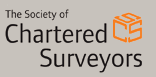 The Society of
Chartered
Surveyors